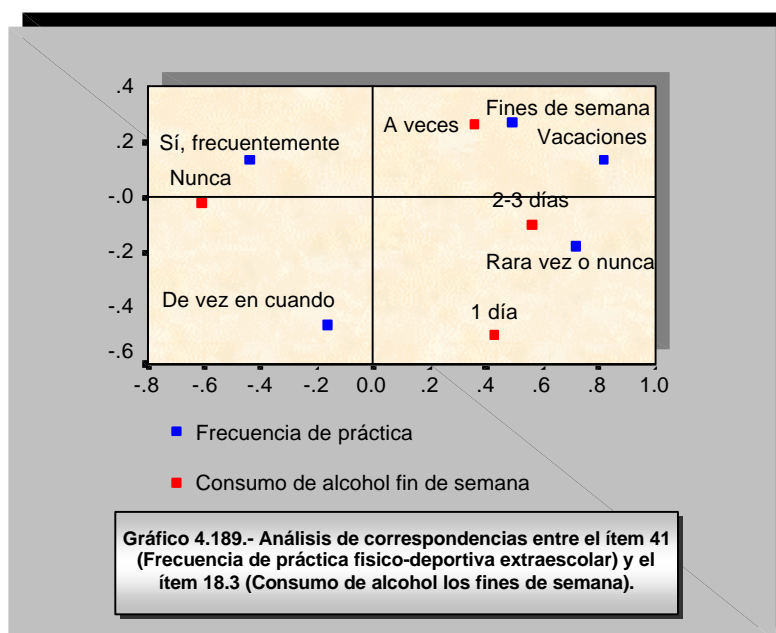 .4
.2
-.0
-.2
-.4
-.6
-.8
-.6
-.4
-.2
0.0
.2
.4
.6
.8
1.0
Fines de semana
A veces
Vacaciones
Sí, frecuentemente
Nunca
2-3 días
Rara vez o nunca
De vez en cuando
1 día
Frecuencia de práctica
Consumo de alcohol fin de semana
Gráfico 4.189.- Análisis de correspondencias entre el ítem 41
(Frecuencia de práctica fisico-deportiva extraescolar) y el
ítem 18.3 (Consumo de alcohol los fines de semana).